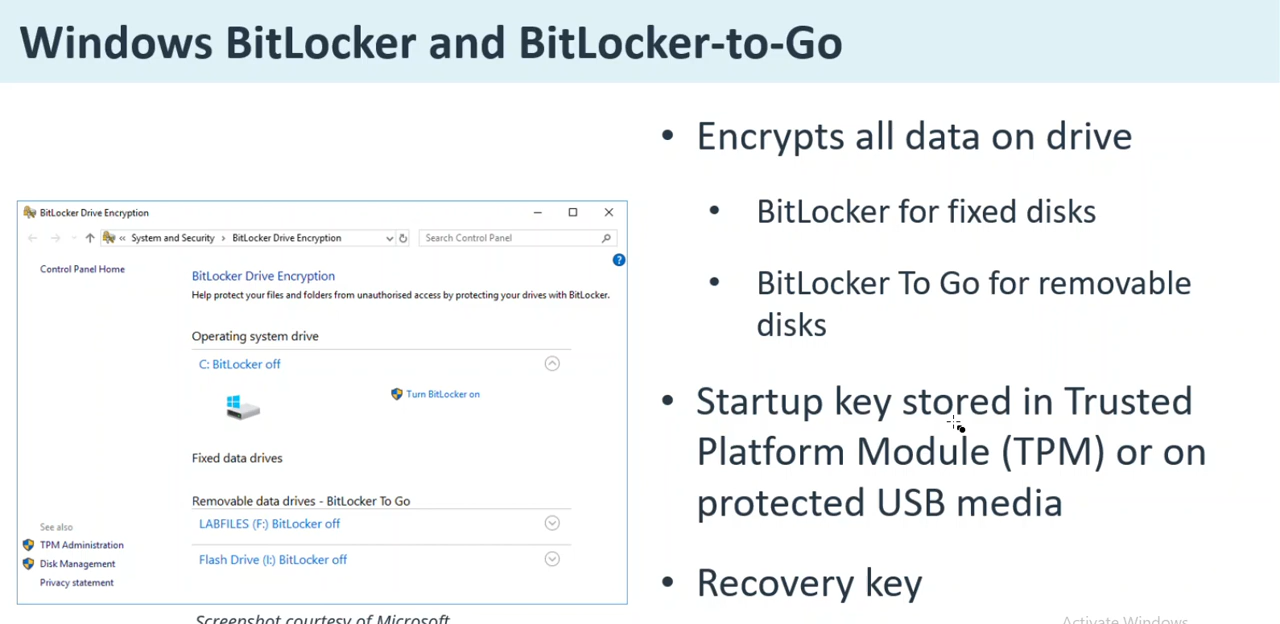 Windows BitLocker and BitLocker-to-Go
BitLocker Drive Encryption
« System and Security › BitLocker Drive Encryption
Search Control Panel
?
Control Panel Home
BitLocker Drive Encryption
Help protect your files and folders from unauthorised access by protecting your drives with BitLocker.
Operating system drive
C: BitLocker off
Turn BitLocker on
Fixed data drives
Removable data drives - BitLocker To Go
LABFILES (F:) BitLocker off
Flash Drive (I:) BitLocker off
See also
TPM Administration
Disk Management
Privacy statement
Screenshot courtesy of Microsoft
• Encrypts all data on drive
• BitLocker for fixed disks
• BitLocker To Go for removable
disks
• Startup key stored in Trusted
Platform Module (TPM) or on
protected USB media
• Recovery key
Activate Windows